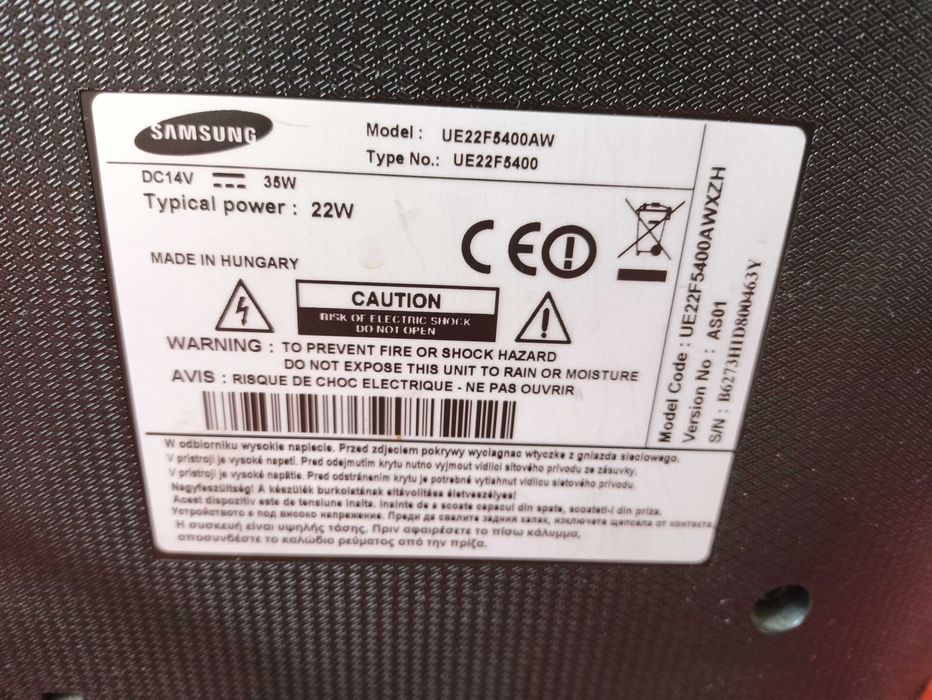 SAMSUNG
Model : UE22F5400AW
Type No.: UE22F5400
DC14V 35W
Typical power : 22W
MADE IN HUNGARY
CAUTION
RISK OF ELECTRIC SHOCK
DO NOT OPEN
WARNING : TO PREVENT FIRE OR SHOCK HAZARD
DO NOT EXPOSE THIS UNIT TO RAIN OR MOISTURE
AVIS : RISQUE DE CHOC ELECTRIQUE - NE PAS OUVRIR
Model Code : UE22F5400AWXZH
Version No : AS01
S/N : B6273HID800463Y
W odbiorniku wysokie napiecie. Przed zdjeciem pokrywy wyciagnac wtyczke z gniazda sieciowego.
V prístroji je vysoké napetí. Pred odejmutím krytu nutno vyjmout vidlici sítového prívodu ze zásuvky.
V prístroji je vysoké napätie. Pred odstránením krytu je potrebné vytiahnut vidlicu sietového prívodu.
Nagyfeszültség! A készülék burkolatának eltávolítása életveszélyes!
Acest dispozitiv este de tensiune inalta. Inainte de a scoate capacul din spate, scoateti-l din priza.
Устройството е под високо напрежение. Преди да свалите задния капак, изключете щепсела от контакта.
Η συσκευή είναι υψηλής τάσης. Πριν αφαιρέσετε το πίσω κάλυμμα,
αποσυνδέστε το καλώδιο ρεύματος από την πρίζα.